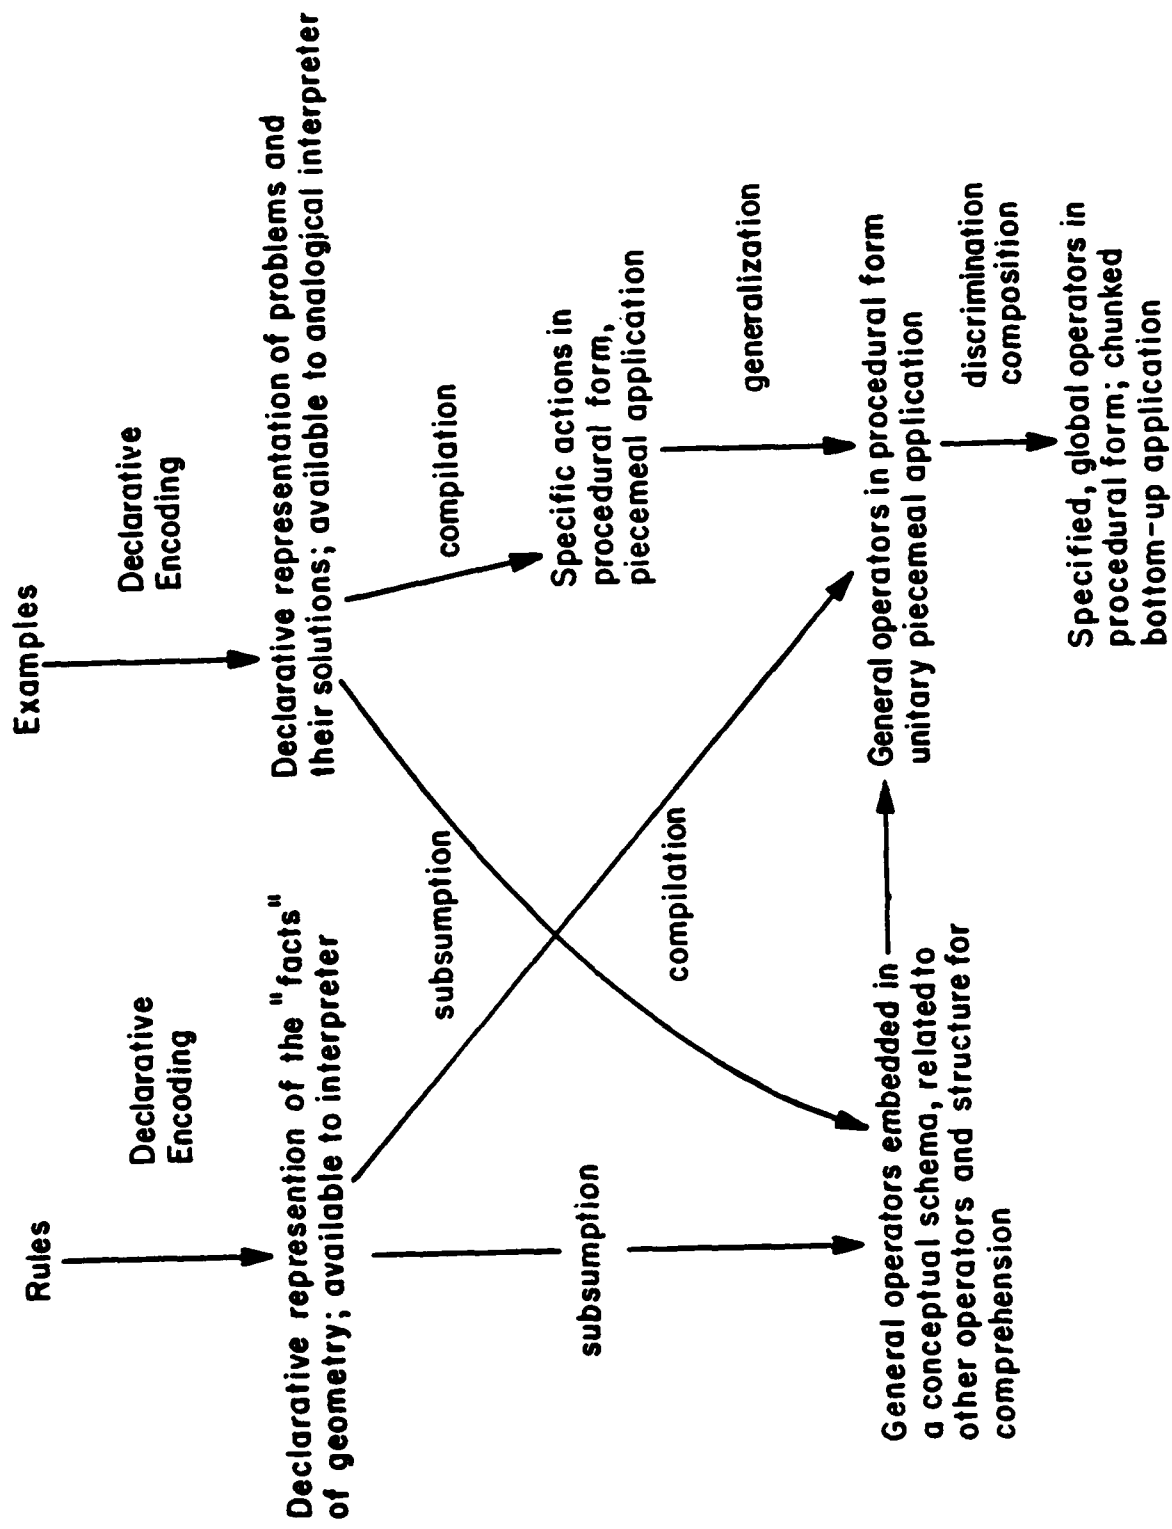 Rules
Examples
Declarative
Encoding
Declarative
Encoding
Declarative represention of the "facts"
of geometry; available to interpreter
Declarative representation of problems and
their solutions; available to analogical interpreter
subsumption
subsumption
compilation
compilation
Specific actions in
procedural form,
piecemeal application
generalization
General operators embedded in
a conceptual schema, related to
other operators and structure for
comprehension
General operators in procedural form
unitary piecemeal application
discrimination
composition
Specified, global operators in
procedural form; chunked
bottom-up application